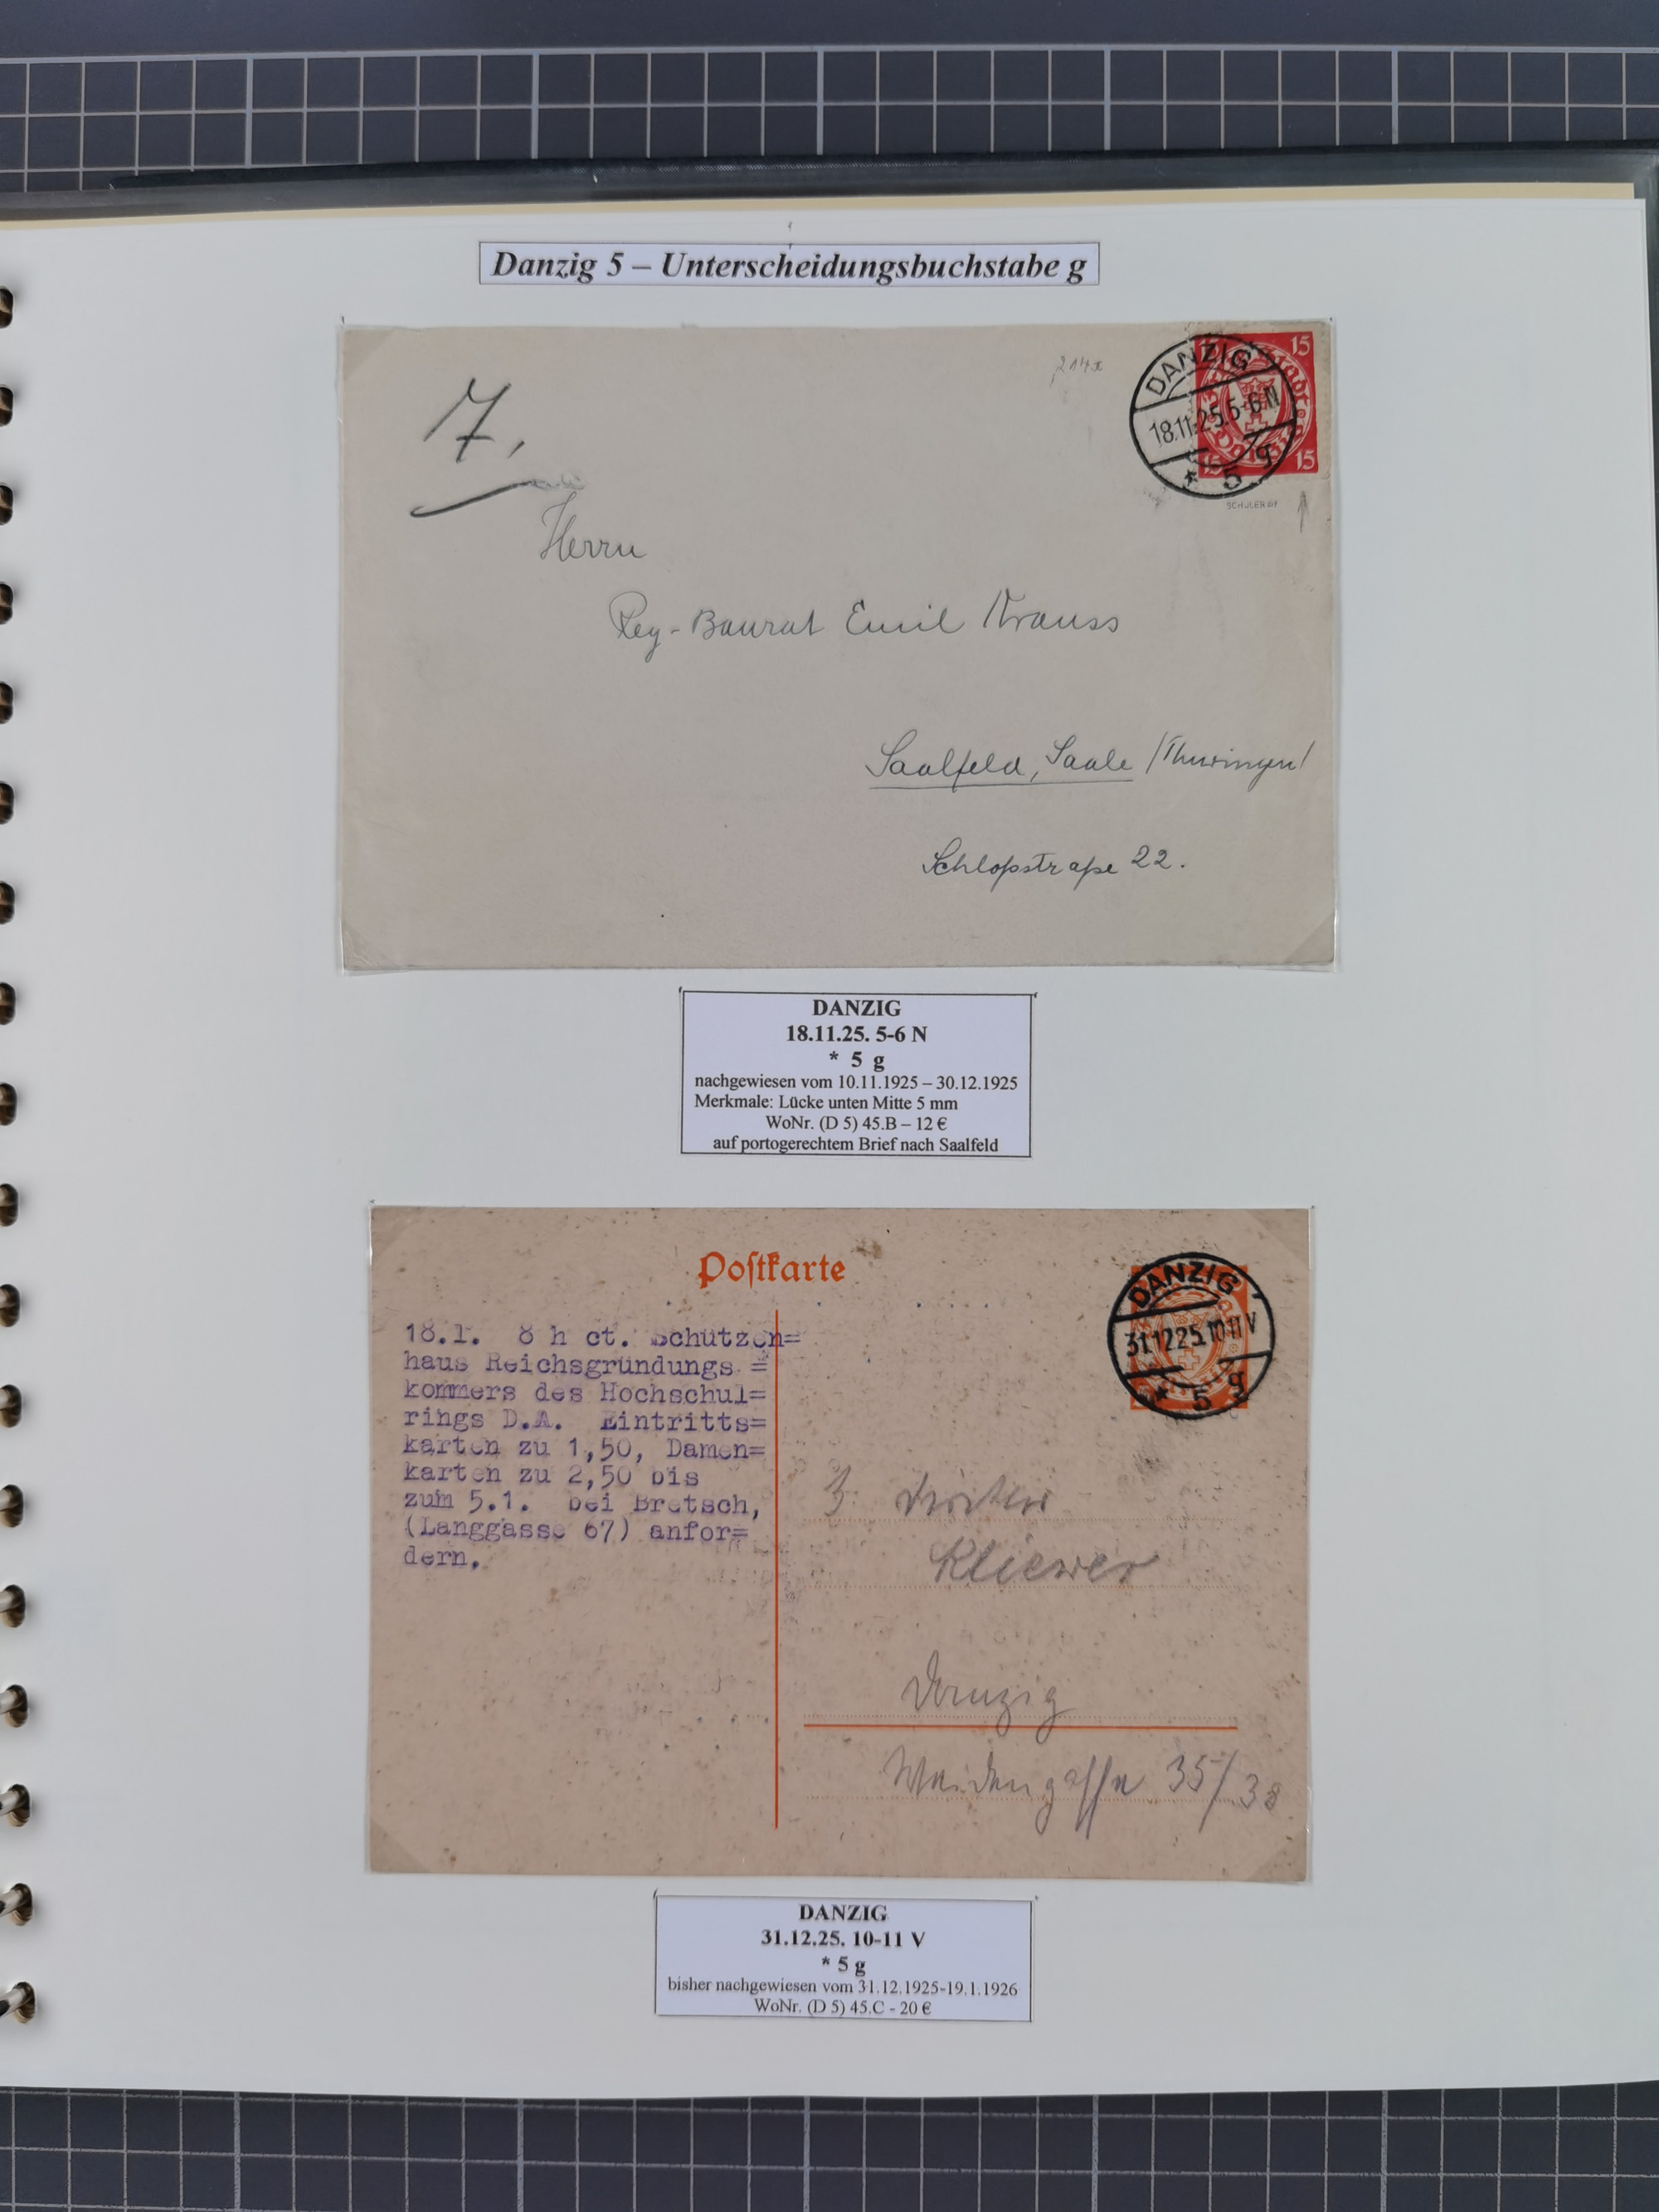 Danzig 5 – Unterscheidungsbuchstabe g
7.
214x
DANZIG
18.11.25.5-6 N
* 5 g
15
15
15
SCHÜLER BPP
Herrn
Reg-Baurat Emil Krauss
Saalfeld, Saale /Thuringen/
Schloßstraße 22.
DANZIG
18.11.25. 5-6 N
* 5 g
nachgewiesen vom 10.11.1925 – 30.12.1925
Merkmale: Lücke unten Mitte 5 mm
WoNr. (D 5) 45.B – 12 €
auf portogerechtem Brief nach Saalfeld
Poſtkarte
DANZIG
31.12.25.10-11 V
* 5 g
18.1. 8 h ct. Schützen=
haus Reichsgründungs =
kommers des Hochschul=
rings D.A. Eintritts=
karten zu 1,50, Damen=
karten zu 2,50 bis
zum 5.1. bei Bretsch,
(Langgasse 67) anfor=
dern.
Kliewer
Danzig
Weidengasse 35/38
DANZIG
31.12.25. 10-11 V
* 5 g
bisher nachgewiesen vom 31.12.1925-19.1.1926
WoNr. (D 5) 45.C - 20 €